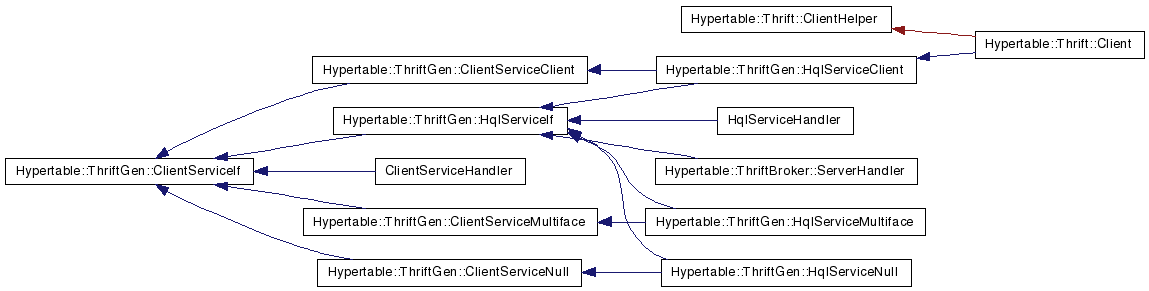 Hypertable::Thrift::ClientHelper
Hypertable::Thrift::Client
Hypertable::ThriftGen::ClientServiceClient
Hypertable::ThriftGen::HqlServiceClient
Hypertable::ThriftGen::HqlServiceIf
HqlServiceHandler
Hypertable::ThriftGen::ClientServiceIf
ClientServiceHandler
Hypertable::ThriftBroker::ServerHandler
Hypertable::ThriftGen::ClientServiceMultiface
Hypertable::ThriftGen::HqlServiceMultiface
Hypertable::ThriftGen::ClientServiceNull
Hypertable::ThriftGen::HqlServiceNull